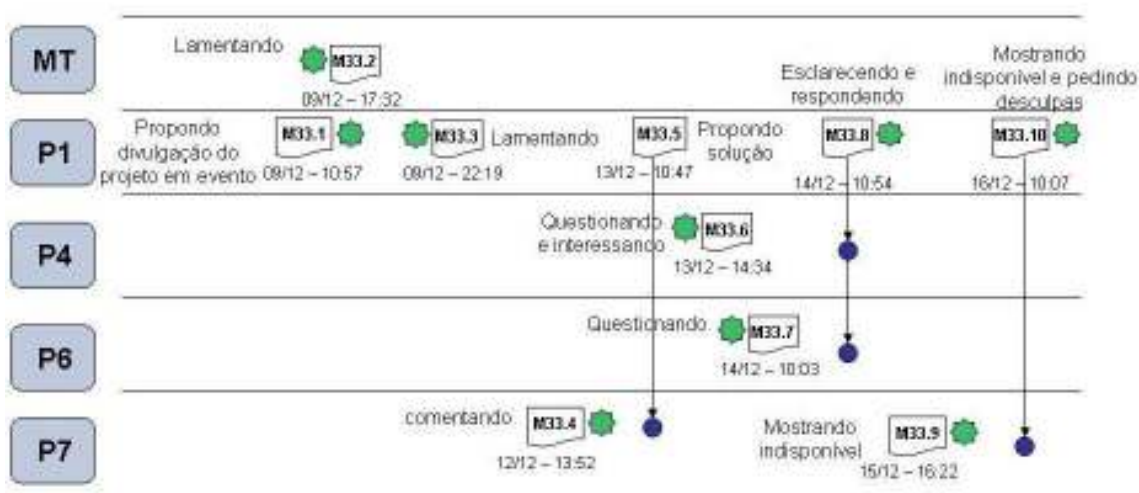 MT
Lamentando
M33.2
09/12 – 17:32
Esclarecendo e
respondendo
Mostrando
indisponível e pedindo
desculpas
P1
Propondo
divulgação do
projeto em evento
M33.1
09/12 – 10:57
M33.3
Lamentando
09/12 – 22:19
M33.5
Propondo
solução
13/12 – 10:47
M33.8
14/12 – 10:54
M33.10
16/12 – 10:07
P4
Questionando
e interessando
M33.6
13/12 – 14:34
P6
Questionando
M33.7
14/12 – 10:03
P7
comentando
M33.4
12/12 – 13:52
Mostrando
indisponível
M33.9
15/12 – 16:22